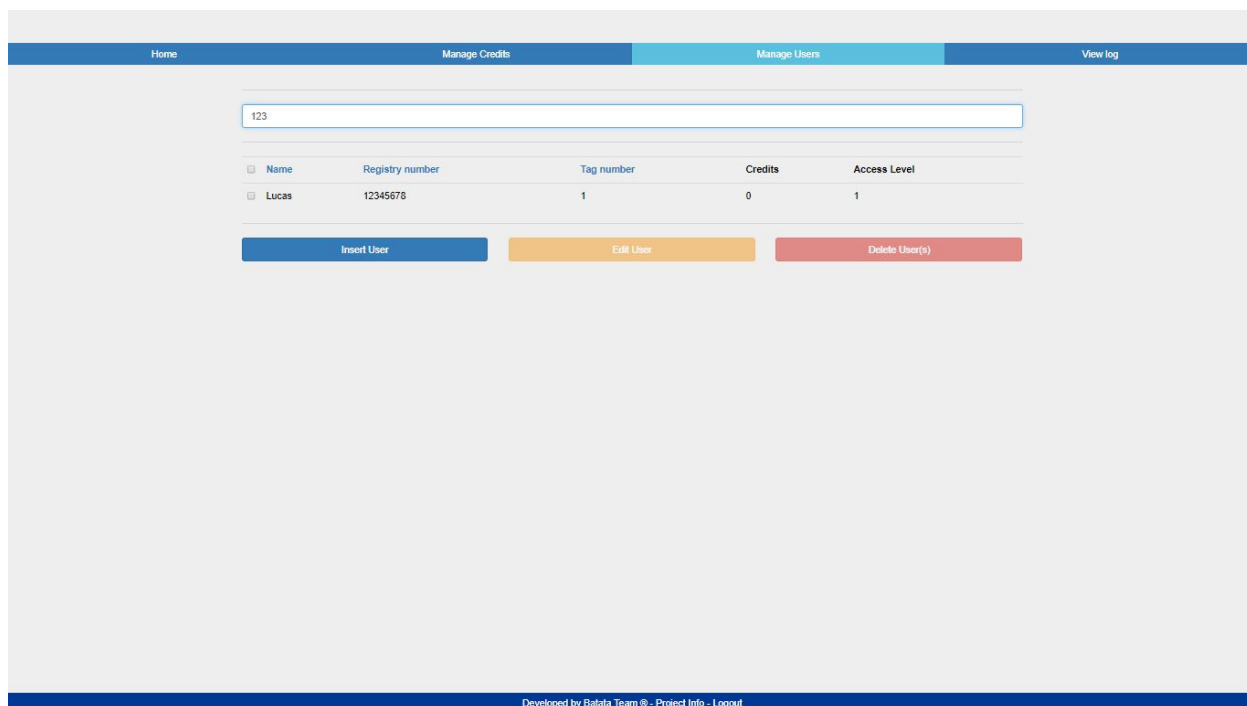 Home Manage Credits Manage Users View log
123
Name Registry number Tag number Credits Access Level
Lucas 12345678 1 0 1
Insert User Edit User Delete User(s)
Developed by Batata Team ® - Project Info - Logout